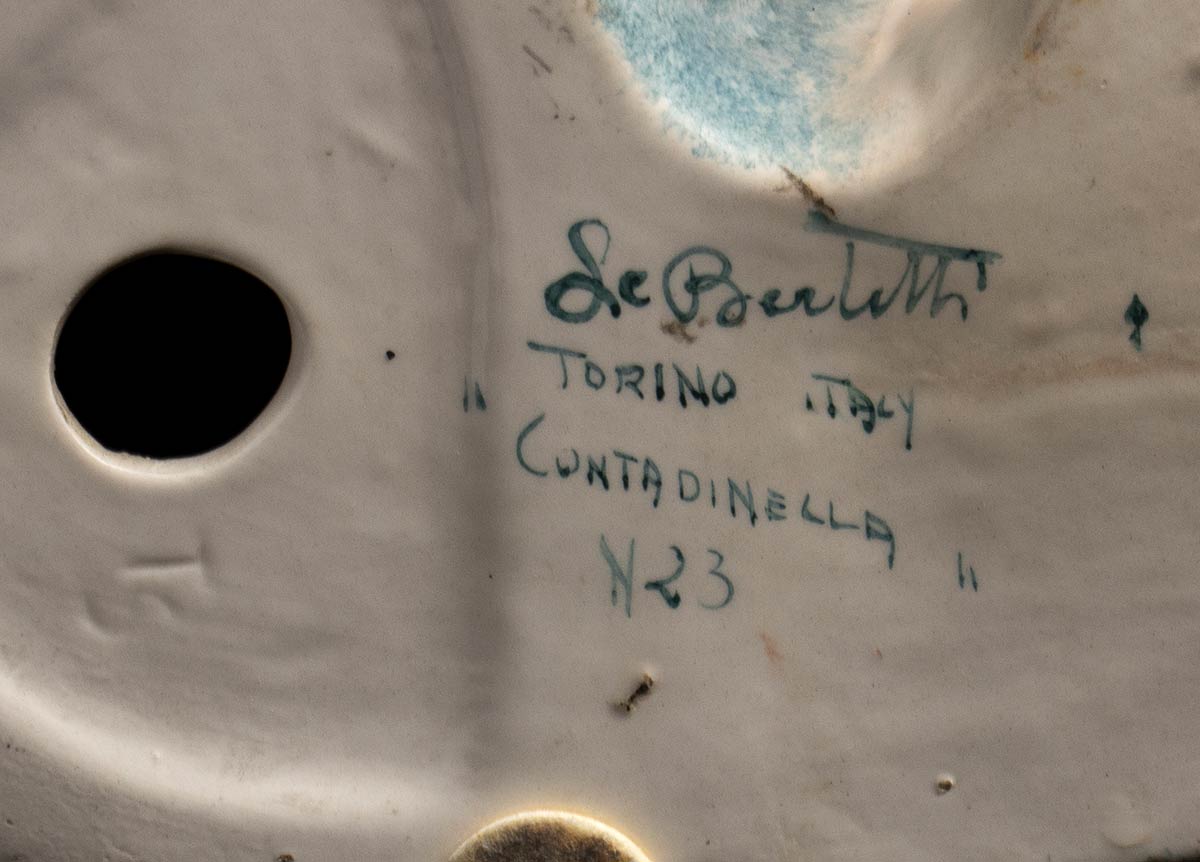 Le Bertetti
TORINO ITALY
"CONTADINELLA"
N23